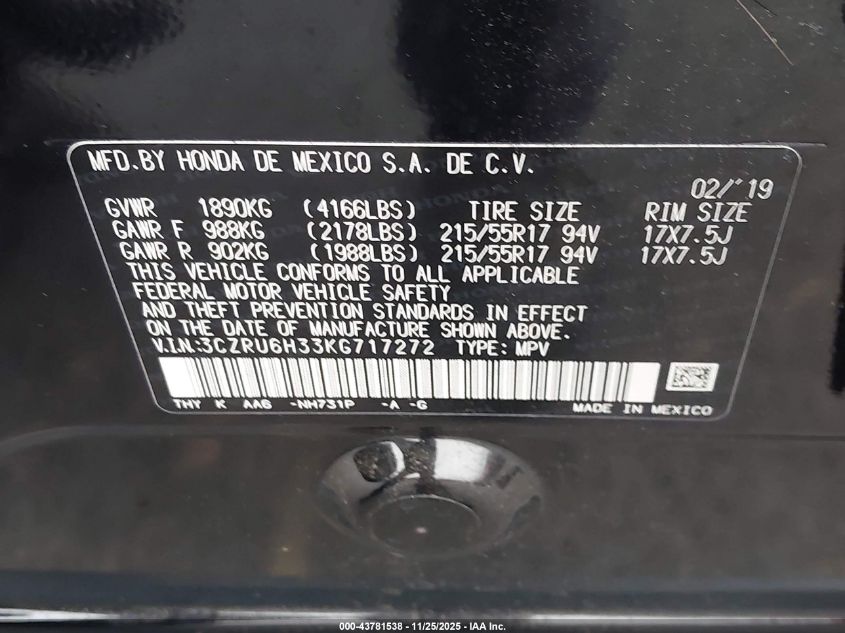 MFD.BY HONDA DE MEXICO S.A. DE C.V.
02/'19
GVWR 1890KG (4166LBS) TIRE SIZE RIM SIZE
GAWR F 988KG (2178LBS) 215/55R17 94V 17X7.5J
GAWR R 902KG (1988LBS) 215/55R17 94V 17X7.5J
THIS VEHICLE CONFORMS TO ALL APPLICABLE
FEDERAL MOTOR VEHICLE SAFETY
AND THEFT PREVENTION STANDARDS IN EFFECT
ON THE DATE OF MANUFACTURE SHOWN ABOVE.
V.I.N.:3CZRU6H33KG717272 TYPE: MPV
THY K AA6 -NH731P -A -G
MADE IN MEXICO
000-43781538 - 11/25/2025 - IAA Inc.